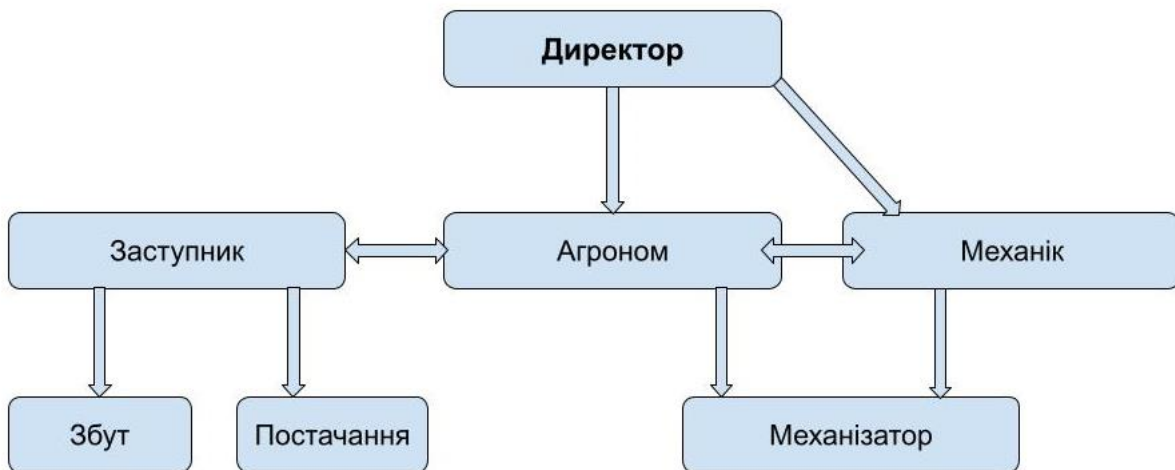 Директор
Заступник
Агроном
Механік
Збут
Постачання
Механізатор